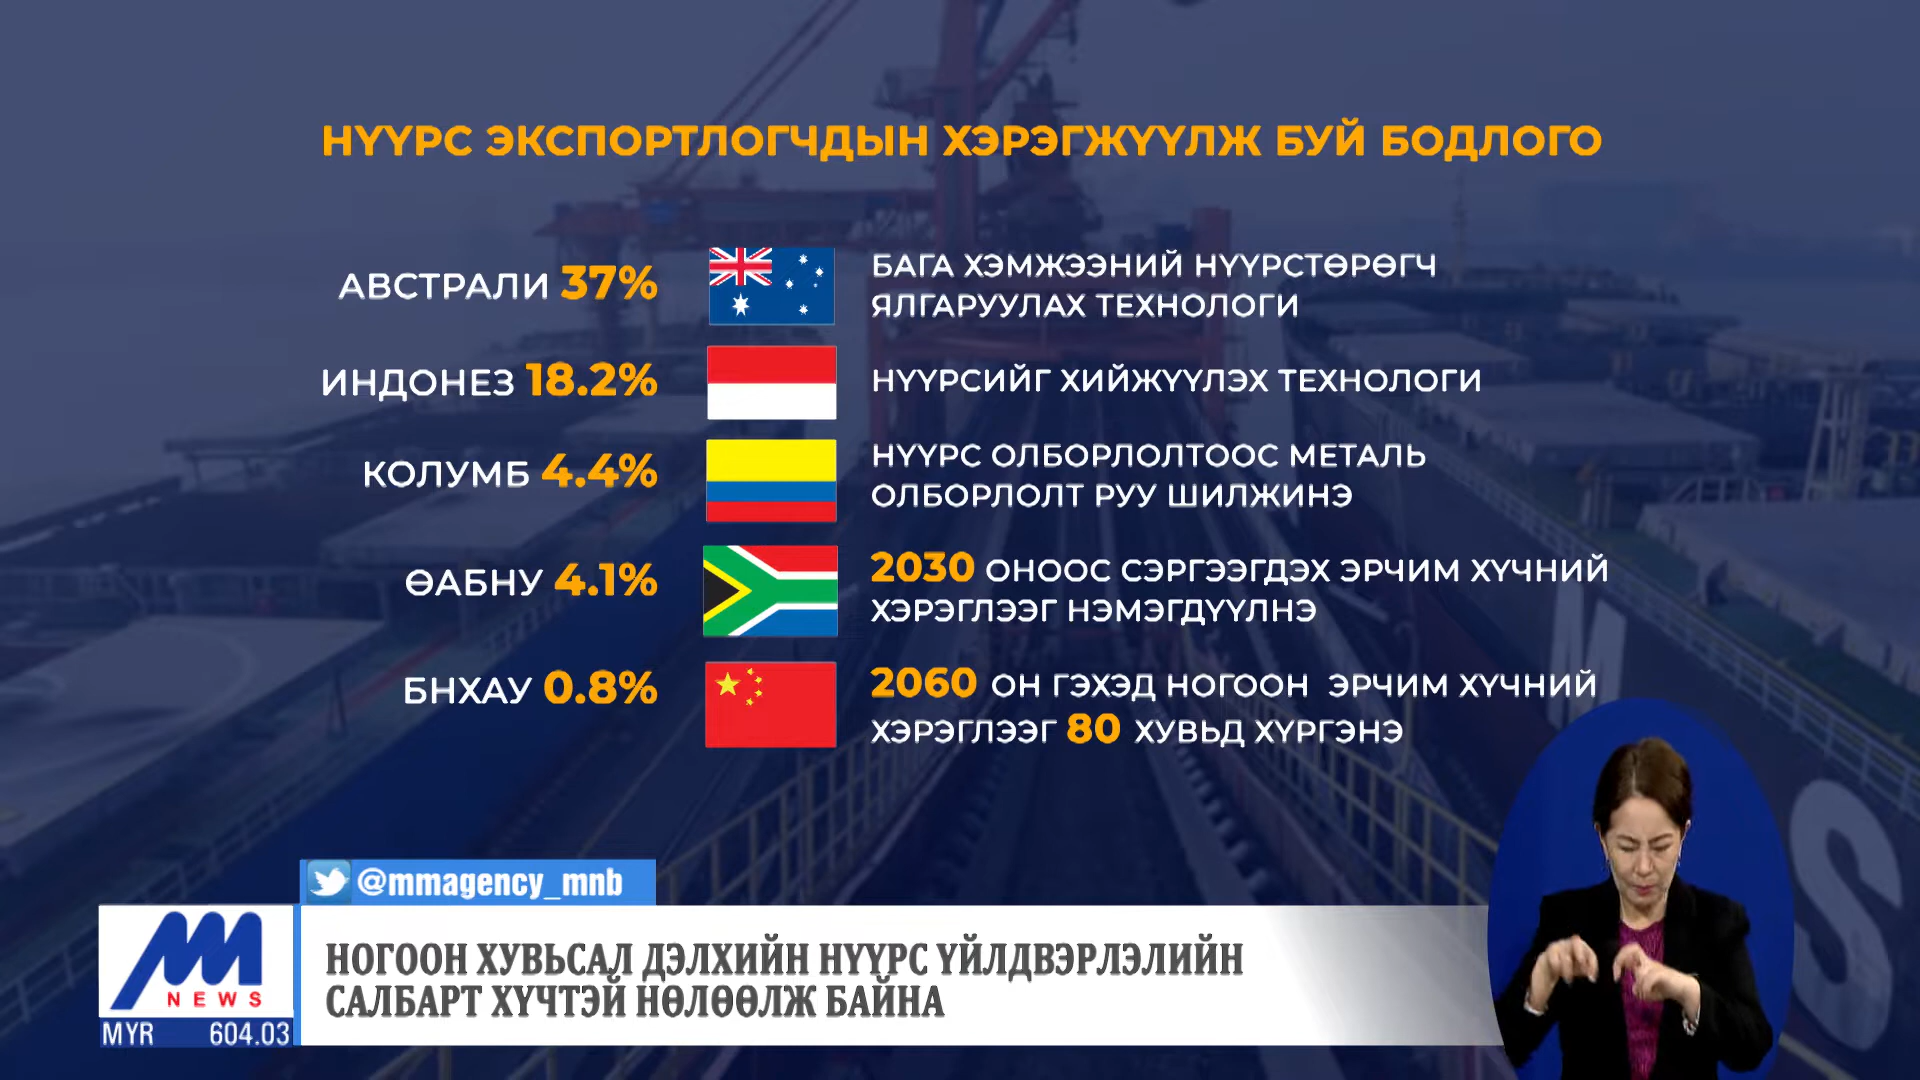 НҮҮРС ЭКСПОРТЛОГЧДЫН ХЭРЭГЖҮҮЛЖ БУЙ БОДЛОГО
АВСТРАЛИ 37%
БАГА ХЭМЖЭЭНИЙ НҮҮРСТӨРӨГЧ
ЯЛГАРУУЛАХ ТЕХНОЛОГИ
ИНДОНЕЗ 18.2%
НҮҮРСИЙГ ХИЙЖҮҮЛЭХ ТЕХНОЛОГИ
КОЛУМБ 4.4%
НҮҮРС ОЛБОРЛОЛТООС МЕТАЛЬ
ОЛБОРЛОЛТ РУУ ШИЛЖИНЭ
ӨАБНУ 4.1%
2030 ОНООС СЭРГЭЭГДЭХ ЭРЧИМ ХҮЧНИЙ
ХЭРЭГЛЭЭГ НЭМЭГДҮҮЛНЭ
БНХАУ 0.8%
2060 ОН ГЭХЭД НОГООН ЭРЧИМ ХҮЧНИЙ
ХЭРЭГЛЭЭГ 80 ХУВЬД ХҮРГЭНЭ
@mmagency_mnb
НОГООН ХУВЬСАЛ ДЭЛХИЙН НҮҮРС ҮЙЛДВЭРЛЭЛИЙН
САЛБАРТ ХҮЧТЭЙ НӨЛӨӨЛЖ БАЙНА
MM
NEWS
MYR 604.03